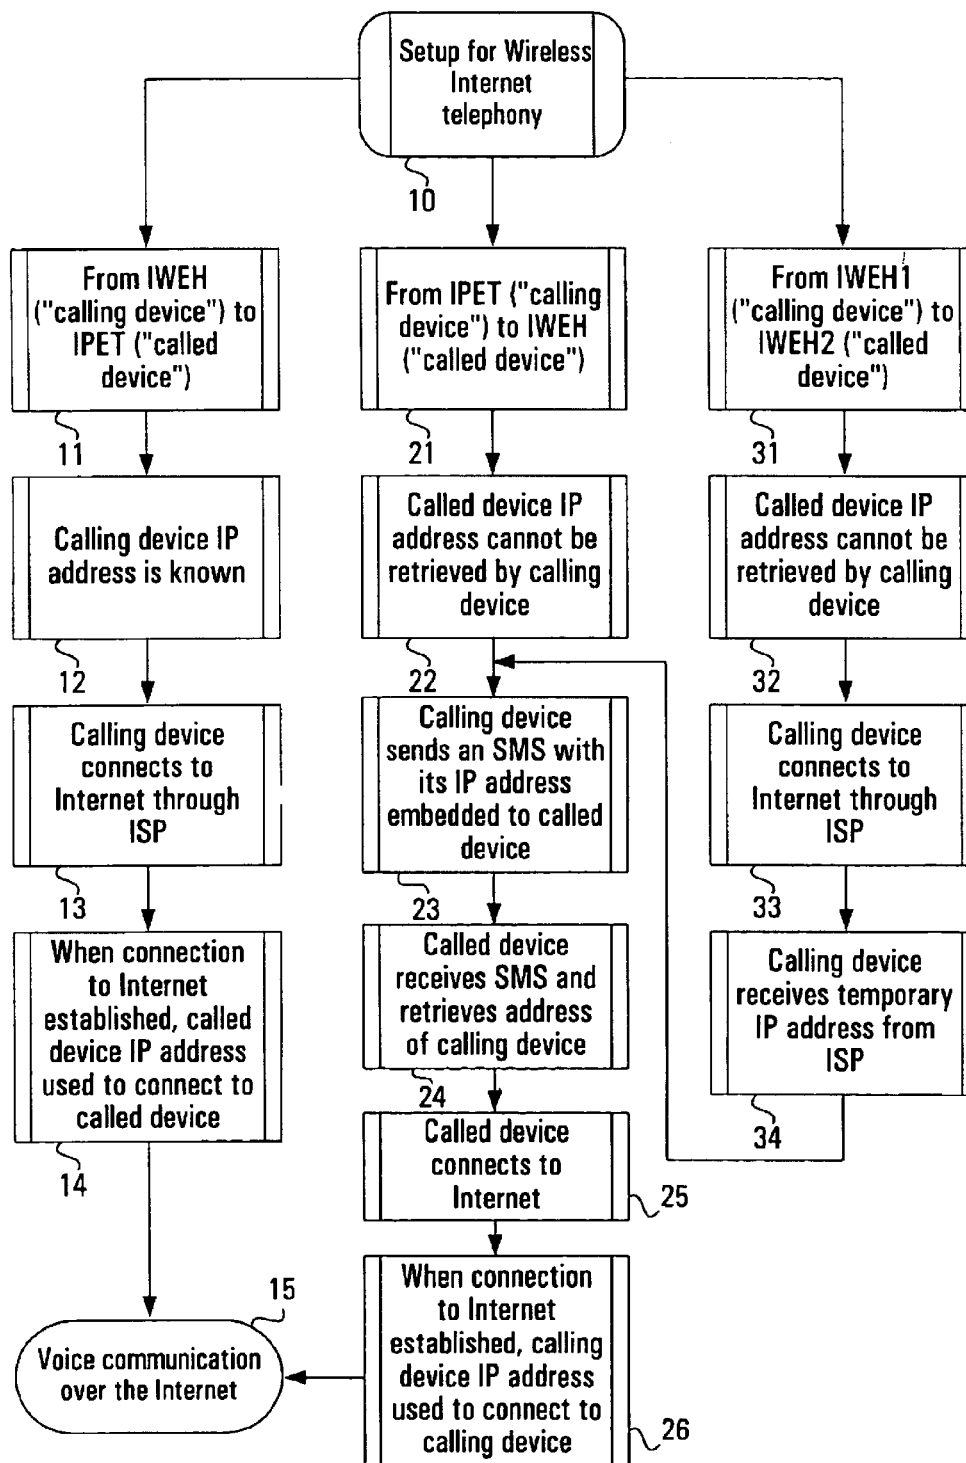 Setup for Wireless
Internet
telephony
10
From IWEH
("calling device") to
IPET ("called
device")
11
Calling device IP
address is known
12
Calling device
connects to
Internet through
ISP
13
When connection
to Internet
established, called
device IP address
used to connect to
called device
14
Voice communication
over the Internet
15
From IPET ("calling
device") to IWEH
("called device")
21
Called device IP
address cannot be
retrieved by calling
device
22
Calling device
sends an SMS with
its IP address
embedded to called
device
23
Called device
receives SMS and
retrieves address
of calling device
24
Called device
connects to
Internet
25
When connection
to Internet
established, calling
device IP address
used to connect to
calling device
26
From IWEH1
("calling device") to
IWEH2 ("called
device")
31
Called device IP
address cannot be
retrieved by calling
device
32
Calling device
connects to
Internet through
ISP
33
Calling device
receives temporary
IP address from
ISP
34